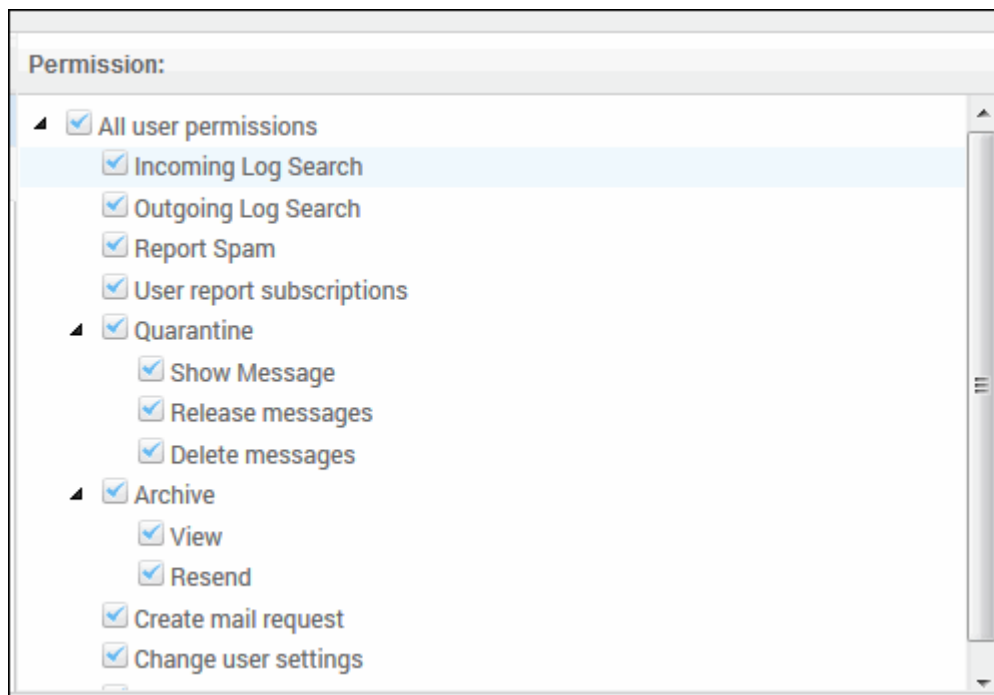 Permission:
All user permissions
Incoming Log Search
Outgoing Log Search
Report Spam
User report subscriptions
Quarantine
Show Message
Release messages
Delete messages
Archive
View
Resend
Create mail request
Change user settings